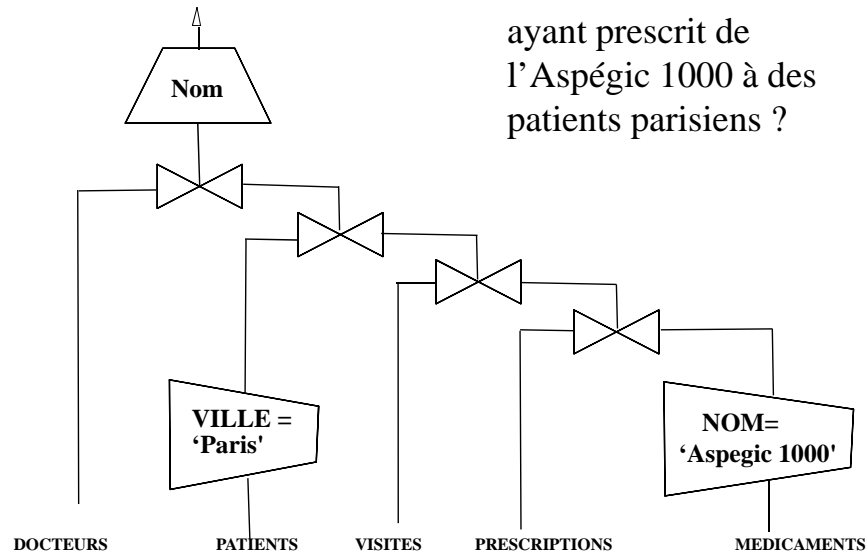 ayant prescrit de
l’Aspégic 1000 à des
patients parisiens ?
Nom
VILLE =
‘Paris'
NOM=
‘Aspegic 1000'
DOCTEURS PATIENTS VISITES PRESCRIPTIONS MEDICAMENTS